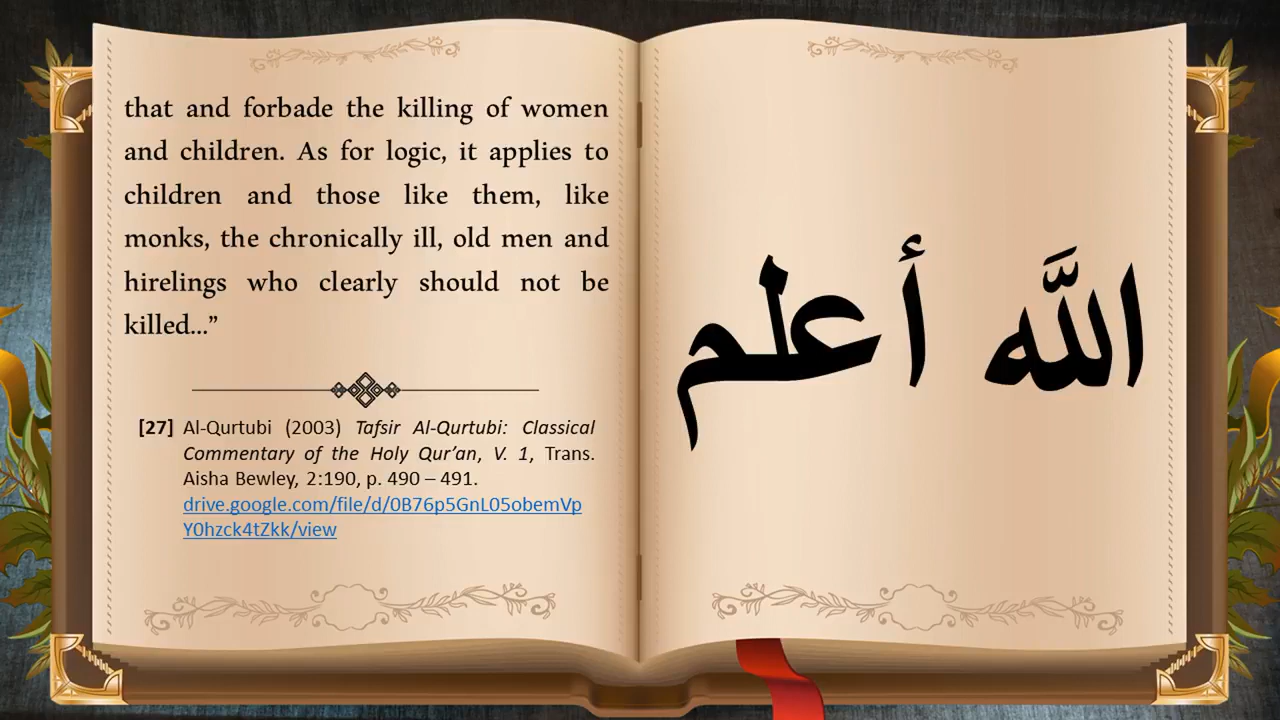 that and forbade the killing of women
and children. As for logic, it applies to
children and those like them, like
monks, the chronically ill, old men and
hirelings who clearly should not be
killed...”
[27] Al-Qurtubi (2003) Tafsir Al-Qurtubi: Classical
Commentary of the Holy Qur’an, V. 1, Trans.
Aisha Bewley, 2:190, p. 490 – 491.
drive.google.com/file/d/0B76p5GnL05obemVp
Y0hzck4tZkk/view
اللّٰه أعلم